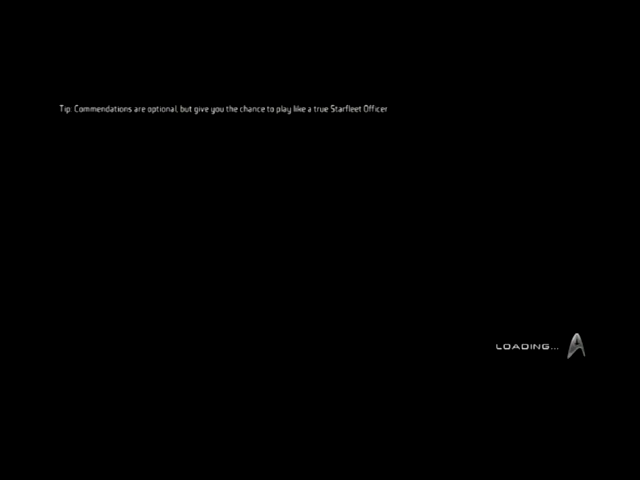 Tip: Commendations are optional, but give you the chance to play like a true Starfleet Officer
LOADING...